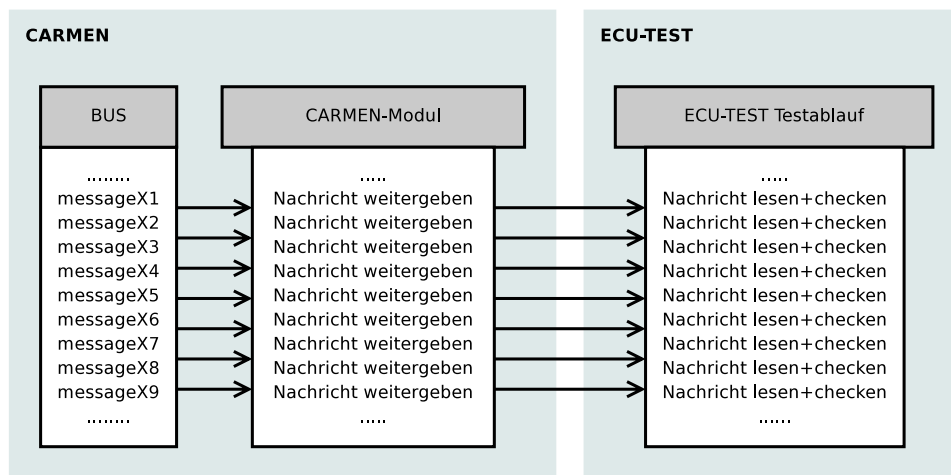 CARMEN
BUS
........
messageX1
messageX2
messageX3
messageX4
messageX5
messageX6
messageX7
messageX8
messageX9
........
CARMEN-Modul
.....
Nachricht weitergeben
Nachricht weitergeben
Nachricht weitergeben
Nachricht weitergeben
Nachricht weitergeben
Nachricht weitergeben
Nachricht weitergeben
Nachricht weitergeben
Nachricht weitergeben
.....
ECU-TEST
ECU-TEST Testablauf
.....
Nachricht lesen+checken
Nachricht lesen+checken
Nachricht lesen+checken
Nachricht lesen+checken
Nachricht lesen+checken
Nachricht lesen+checken
Nachricht lesen+checken
Nachricht lesen+checken
Nachricht lesen+checken
......